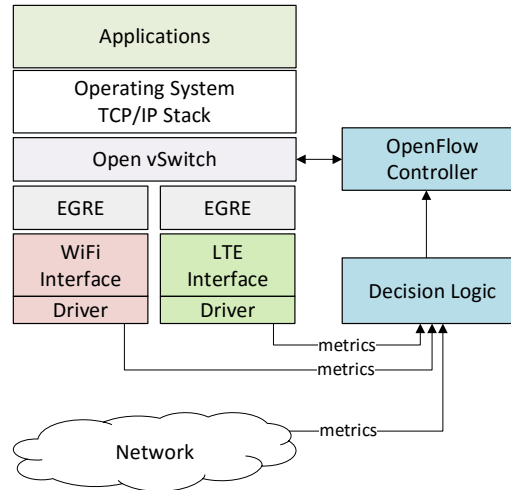 Applications
Operating System
TCP/IP Stack
Open vSwitch
OpenFlow
Controller
EGRE
EGRE
WiFi
Interface
LTE
Interface
Driver
Driver
Decision Logic
metrics
metrics
metrics
Network